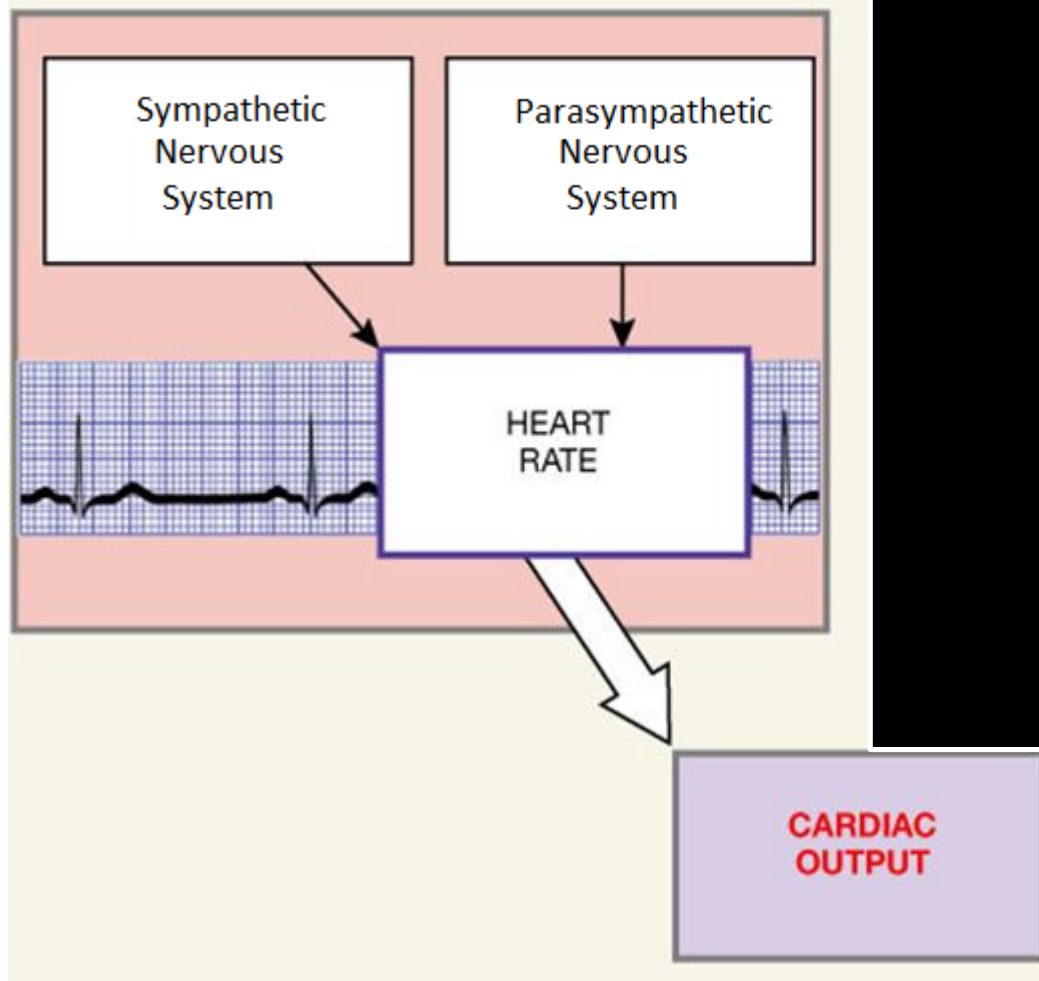 Sympathetic
Nervous
System
Parasympathetic
Nervous
System
HEART
RATE
CARDIAC
OUTPUT